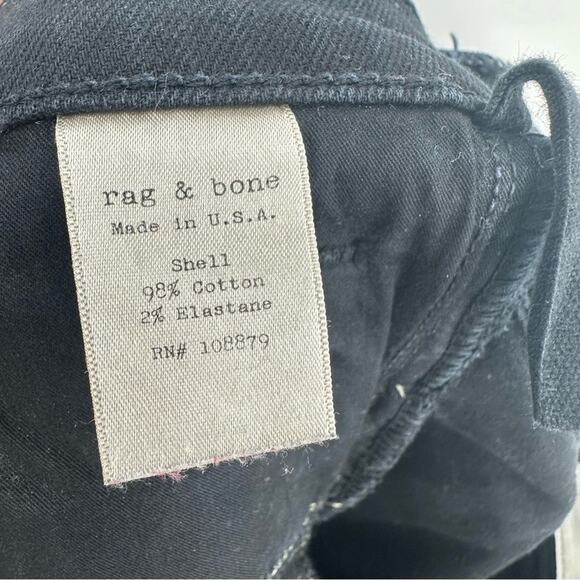 rag & bone
Made in U.S.A.
Shell
98% Cotton
2% Elastane
RN# 108879